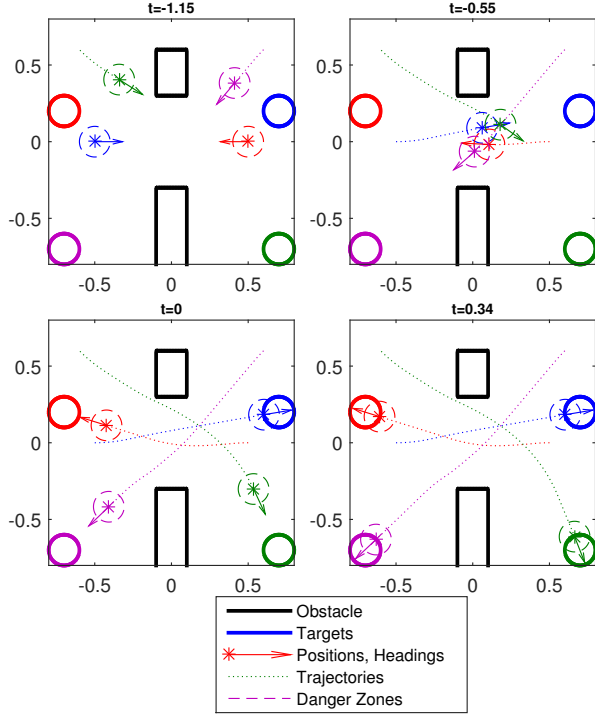 t=-1.15 t=-0.55
0.5 0.5
0 0
-0.5 -0.5
-0.5 0 0.5 -0.5 0 0.5
t=0 t=0.34
0.5 0.5
0 0
-0.5 -0.5
-0.5 0 0.5 -0.5 0 0.5
Obstacle
Targets
Positions, Headings
Trajectories
Danger Zones